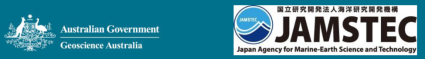 Australian Government
Geoscience Australia
国立研究開発法人海洋研究開発機構
JAMSTEC
JAMSTEC
Japan Agency for Marine-Earth Science and Technology